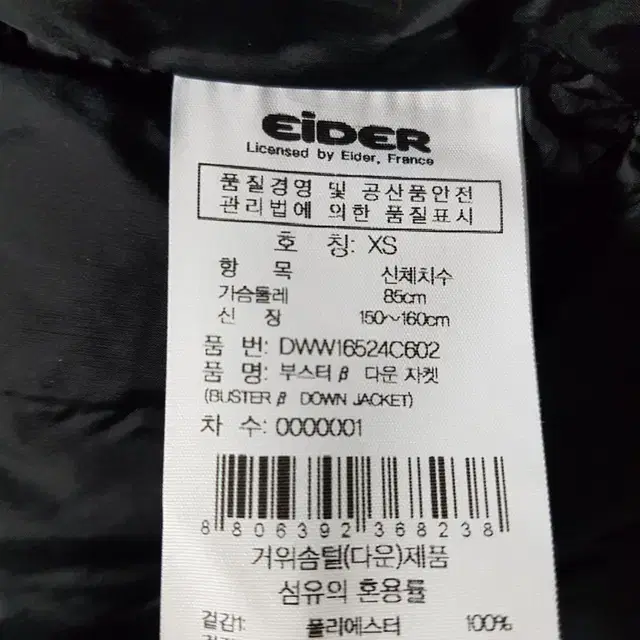 EiDER
Licensed by Eider, France
품질경영 및 공산품안전
관리법에 의한 품질표시
호 칭: XS
항 목 신체치수
가슴둘레 85cm
신 장 150~160cm
품 번: DWW16524C602
품 명: 부스터 β 다운 자켓
(BUSTER β DOWN JACKET)
차 수: 0000001
8806392368238
거위솜털(다운)제품
섬유의 혼용률
겉감1: 폴리에스터 100%